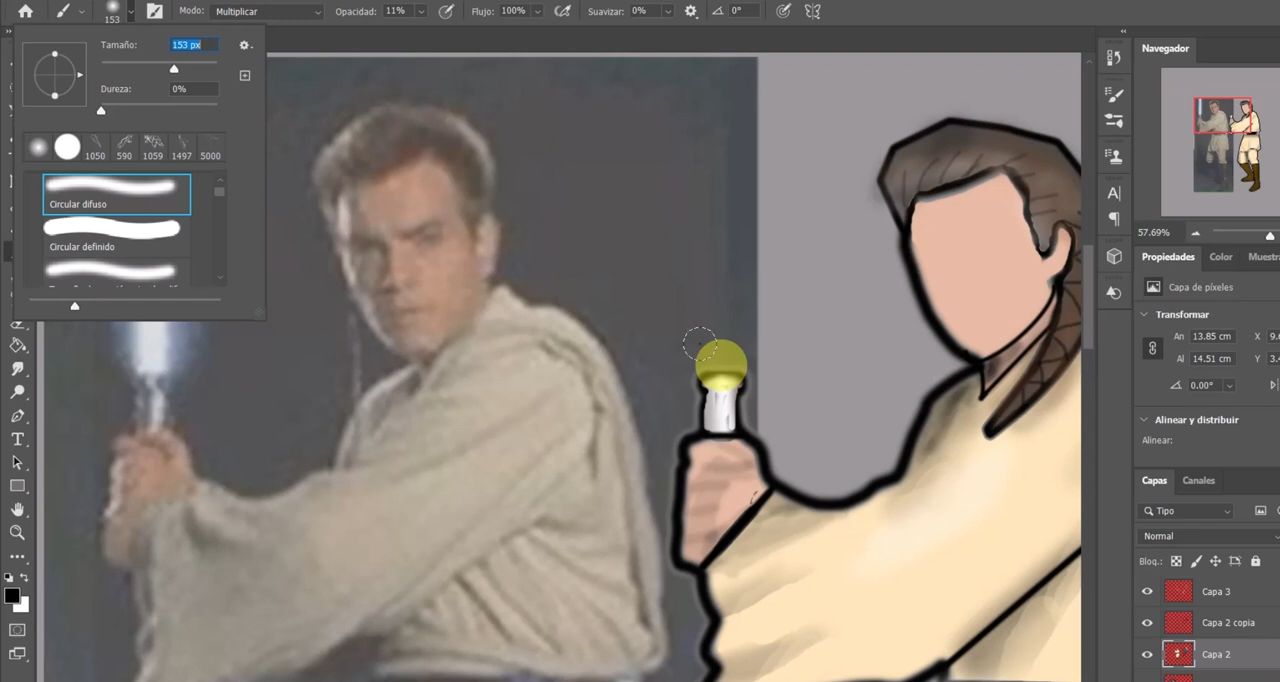 153
Modo: Multiplicar
Opacidad: 11%
Flujo: 100%
Suavizar: 0%
0°
Tamaño: 153 px
Dureza: 0%
1050 590 1059 1497 5000
Circular difuso
Circular definido
Navegador
57.69%
Propiedades Color
Capa de píxeles
Transformar
An 13.85 cm X
Al 14.51 cm Y
0.00°
Alinear y distribuir
Alinear:
Capas Canales
Tipo
Normal
Bloq.:
Capa 3
Capa 2 copia
Capa 2